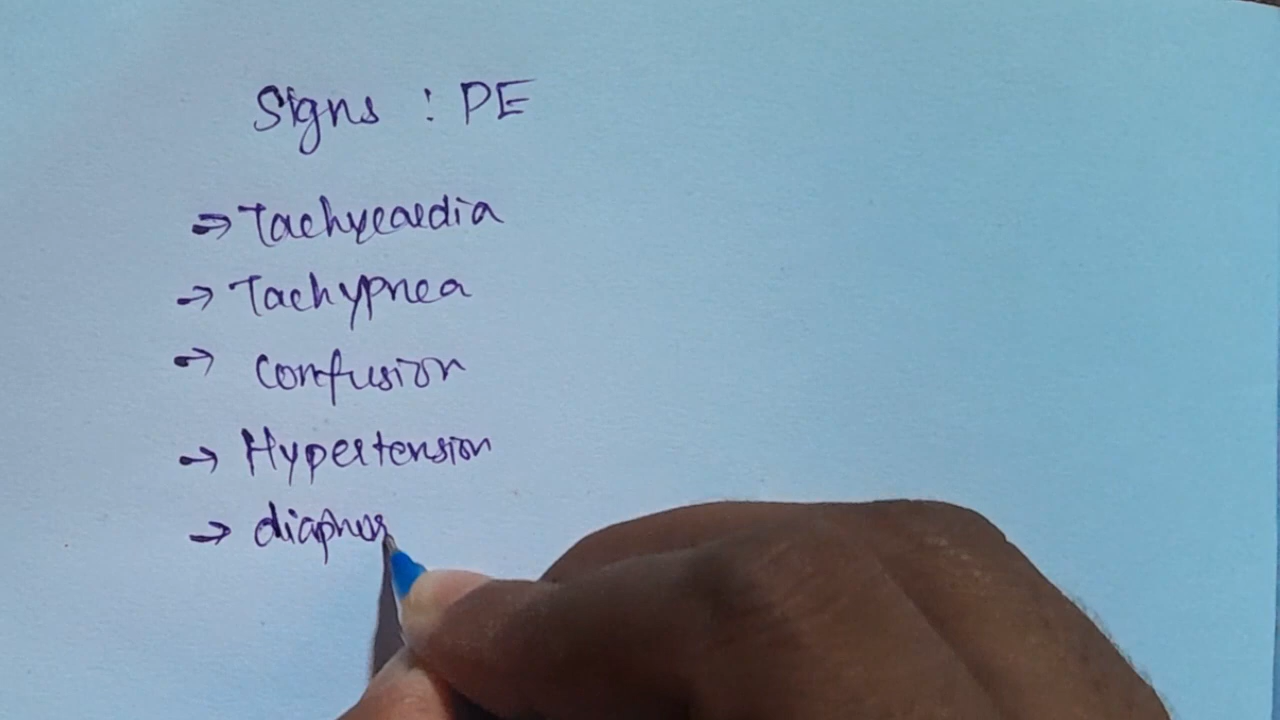 Signs : PE
→ Tachycardia
→ Tachypnea
→ confusion
→ Hypertension
→ diaphor